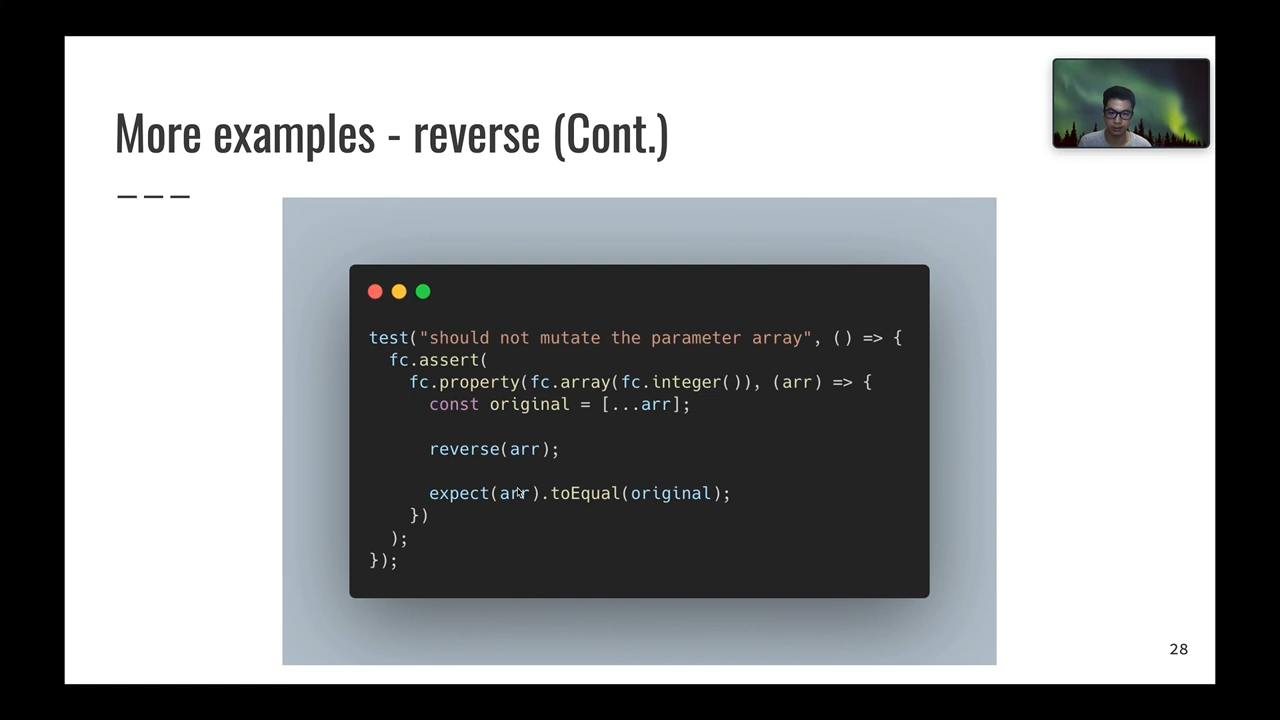 More examples - reverse (Cont.)
test("should not mutate the parameter array", () => {
fc.assert(
fc.property(fc.array(fc.integer()), (arr) => {
const original = [...arr];
reverse(arr);
expect(arr).toEqual(original);
})
);
});
28